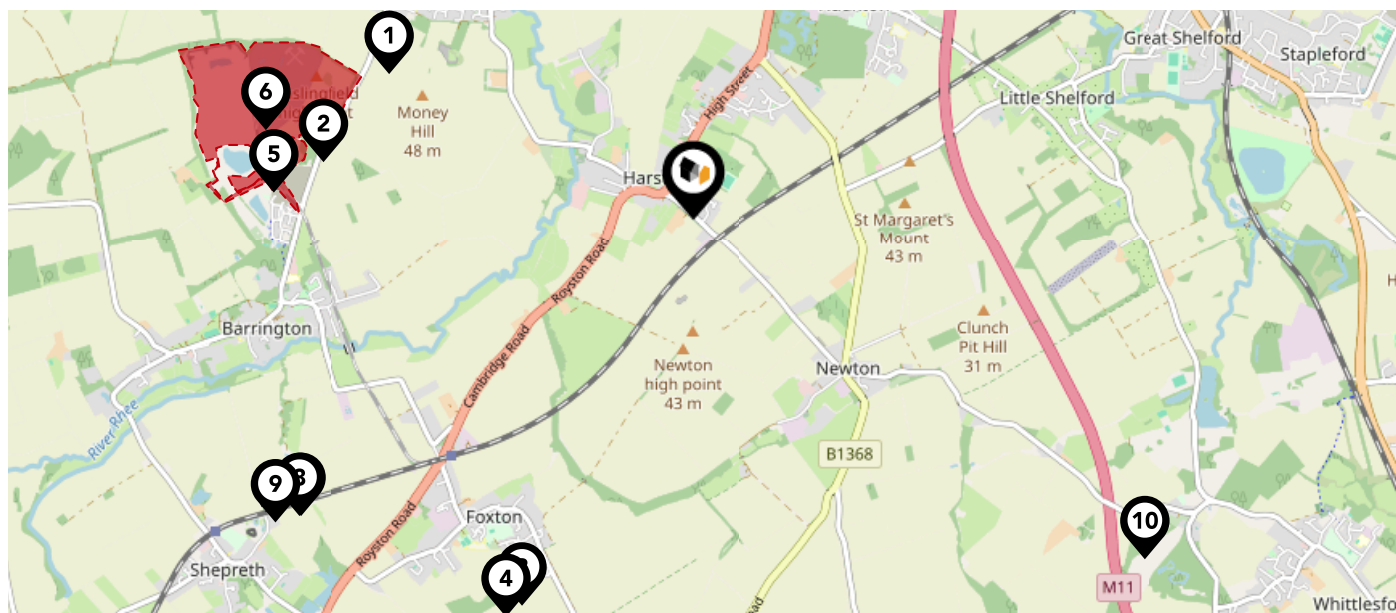 1
Great Shelford
Stapleford
6
Money
Hill
48 m
High Street
Little Shelford
2
5
Hars
St Margaret's
Mount
43 m
Royston Road
Barrington
Cambridge Road
Clunch
Pit Hill
31 m
Newton
high point
43 m
Newton
River Rhee
B1368
9
8
Royston Road
Foxton
10
Shepreth
4
M11
Whittlesfo